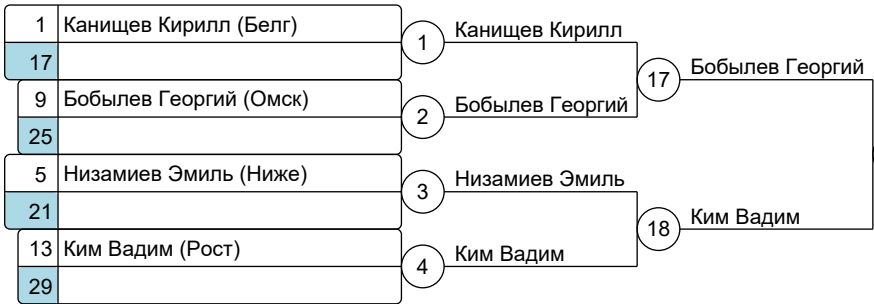 1 Канищев Кирилл (Белг)
17
9 Бобылев Георгий (Омск)
25
5 Низамиев Эмиль (Ниже)
21
13 Ким Вадим (Рост)
29
1 Канищев Кирилл
2 Бобылев Георгий
3 Низамиев Эмиль
4 Ким Вадим
17 Бобылев Георгий
18 Ким Вадим